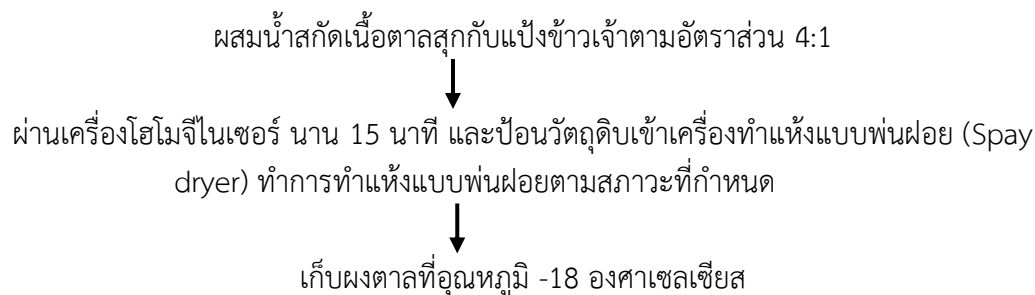 ผสมน้ำสกัดเนื้อตาลสุกกับแป้งข้าวเจ้าตามอัตราส่วน 4:1
ผ่านเครื่องโฮโมจีไนเซอร์ นาน 15 นาที และป้อนวัตถุดิบเข้าเครื่องทำแห้งแบบพ่นฝอย (Spay
dryer) ทำการทำแห้งแบบพ่นฝอยตามสภาวะที่กำหนด
เก็บผงตาลที่อุณหภูมิ -18 องศาเซลเซียส